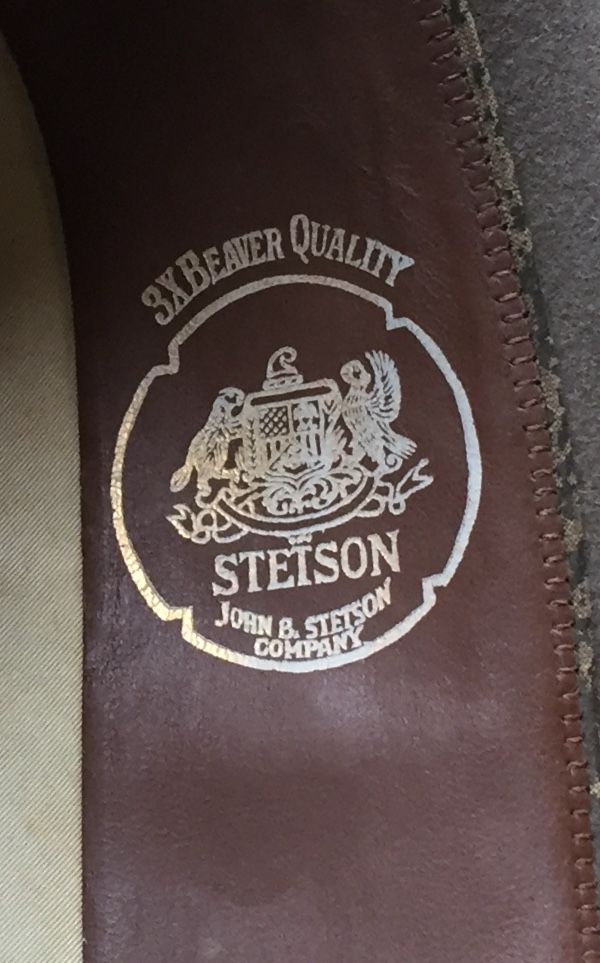 3X BEAVER QUALITY
STETSON
JOHN B. STETSON
COMPANY